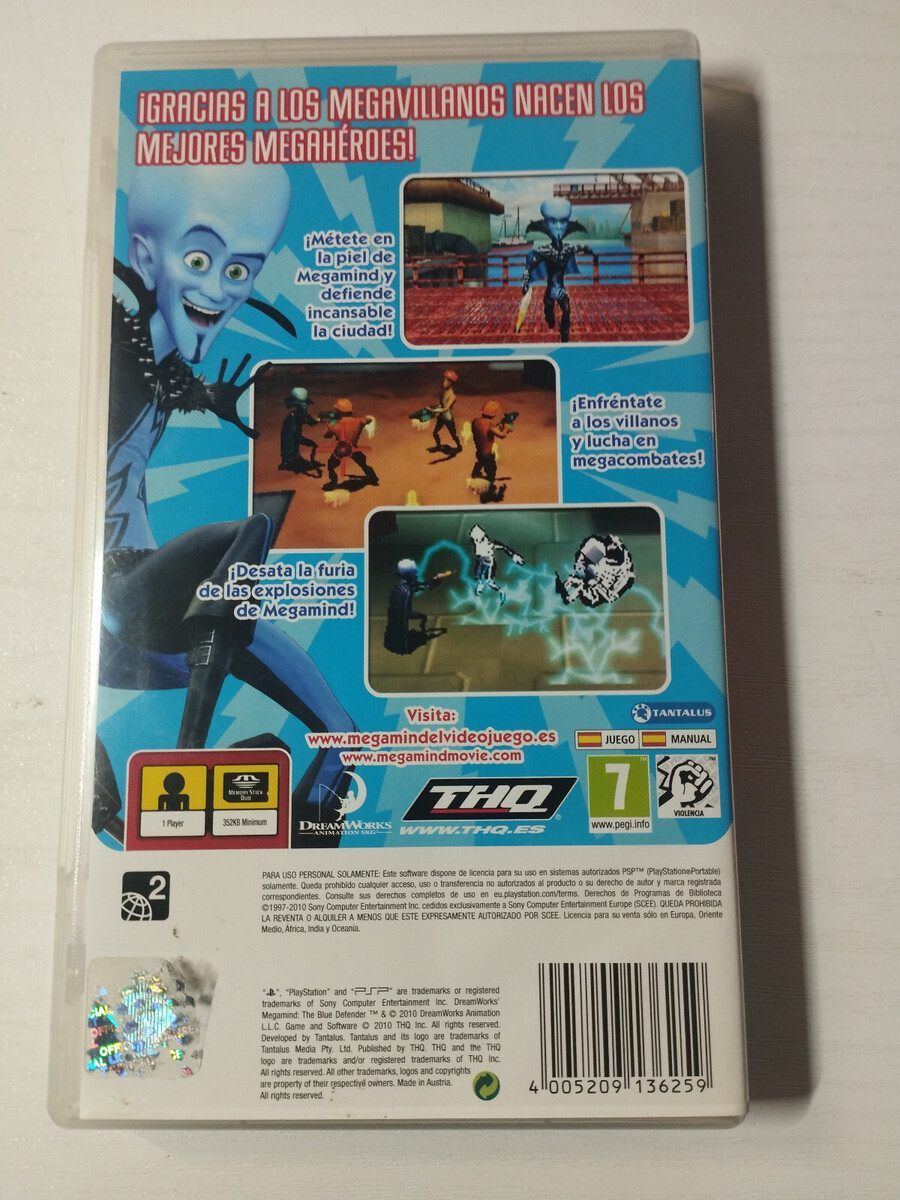 ¡GRACIAS A LOS MEGAVILLANOS NACEN LOS
MEJORES MEGAHÉROES!
¡Métete en
la piel de
Megamind y
defiende
incansable
la ciudad!
¡Enfréntate
a los villanos
y lucha en
megacombates!
¡Desata la furia
de las explosiones
de Megamind!
Visita:
www.megamindelvideojuego.es
www.megamindmovie.com
TANTALUS
JUEGO MANUAL
1 Player
MEMORY STICK
DUO
352KB Minimum
DREAMWORKS
ANIMATION SKG
THQ
WWW.THQ.ES
7
www.pegi.info
VIOLENCIA
2
PARA USO PERSONAL SOLAMENTE: Este software dispone de licencia para su uso en sistemas autorizados PSP™ (PlayStation®Portable)
solamente. Queda prohibido cualquier acceso, uso o transferencia no autorizados al producto o su derecho de autor y marca registrada
correspondientes. Consulte sus derechos completos de uso en eu.playstation.com/terms. Derechos de Programas de Biblioteca
©1997-2010 Sony Computer Entertainment Inc. cedidos exclusivamente a Sony Computer Entertainment Europe (SCEE). QUEDA PROHIBIDA
LA REVENTA O ALQUILER A MENOS QUE ESTE EXPRESAMENTE AUTORIZADO POR SCEE. Licencia para su venta sólo en Europa, Oriente
Medio, África, India y Oceanía.
"", "PlayStation" and "PSP" are trademarks or registered
trademarks of Sony Computer Entertainment Inc. DreamWorks'
Megamind: The Blue Defender ™ & © 2010 DreamWorks Animation
L.L.C. Game and Software © 2010 THQ Inc. All rights reserved.
Developed by Tantalus. Tantalus and its logo are trademarks of
Tantalus Media Pty. Ltd. Published by THQ. THQ and the THQ
logo are trademarks and/or registered trademarks of THQ Inc.
All rights reserved. All other trademarks, logos and copyrights
are property of their respective owners. Made in Austria.
All rights reserved.
4 005209 136259